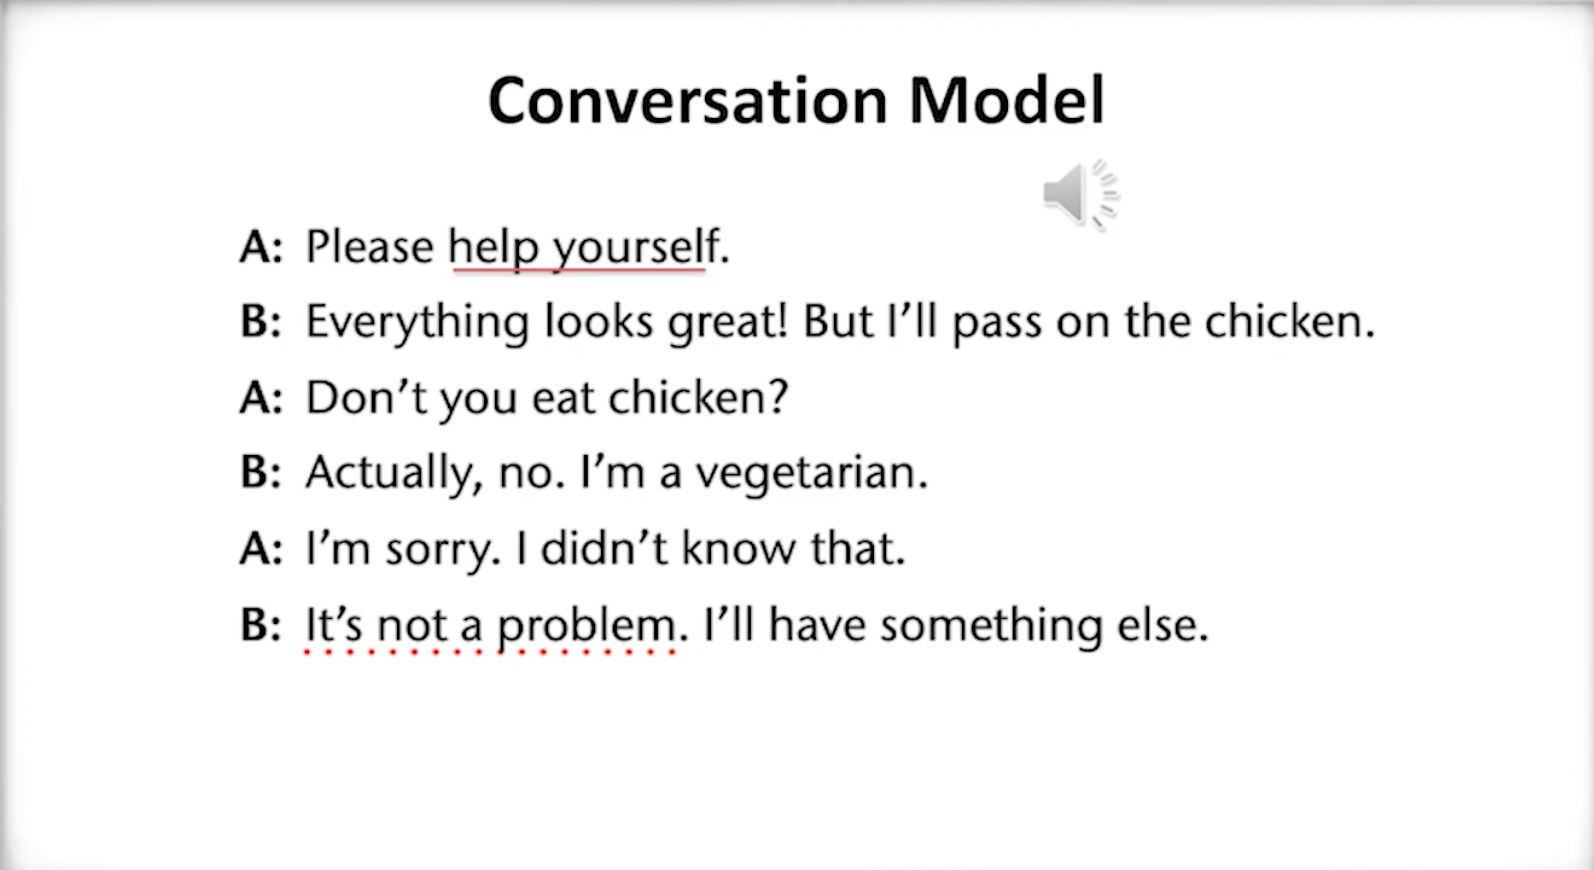 Conversation Model
A: Please help yourself.
B: Everything looks great! But I’ll pass on the chicken.
A: Don’t you eat chicken?
B: Actually, no. I’m a vegetarian.
A: I’m sorry. I didn’t know that.
B: It’s not a problem. I’ll have something else.